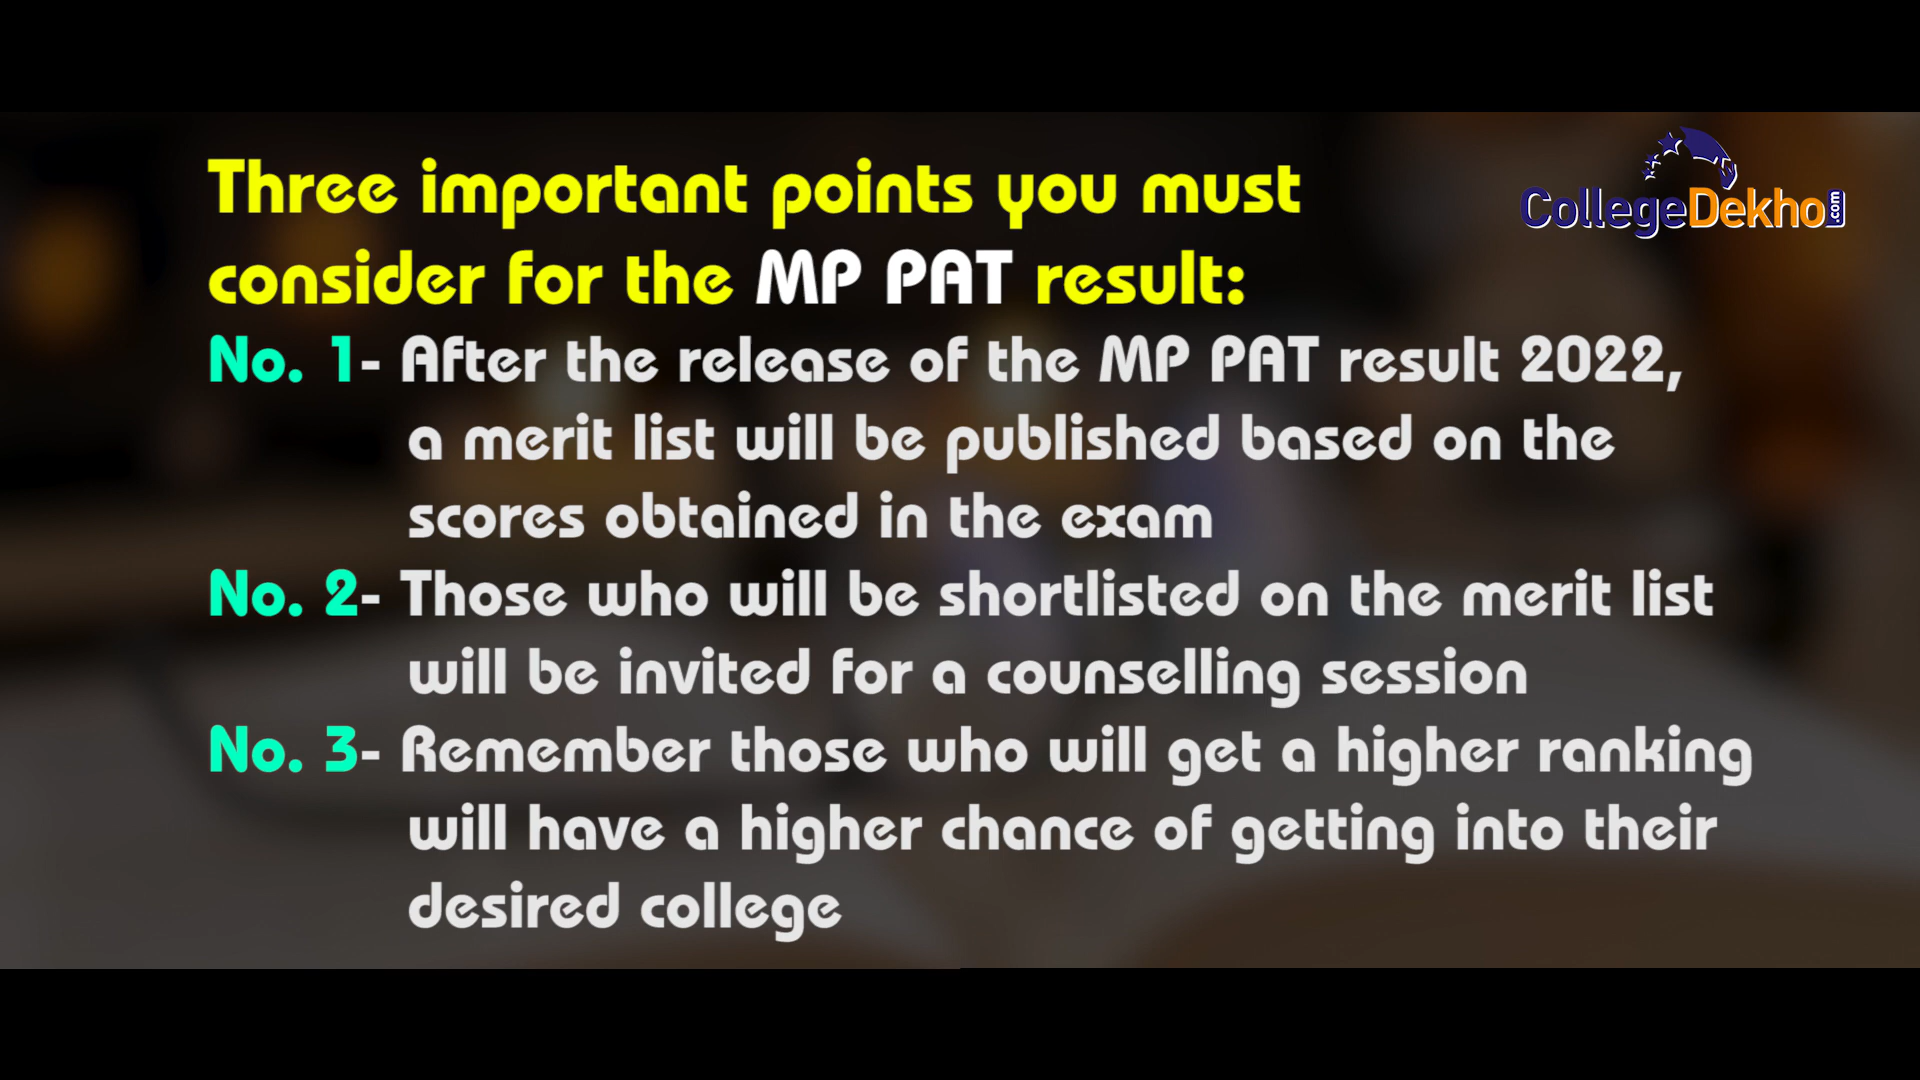 Three important points you must
consider for the MP PAT result:
No. 1- After the release of the MP PAT result 2022,
a merit list will be published based on the
scores obtained in the exam
No. 2- Those who will be shortlisted on the merit list
will be invited for a counselling session
No. 3- Remember those who will get a higher ranking
will have a higher chance of getting into their
desired college
CollegeDekho.com